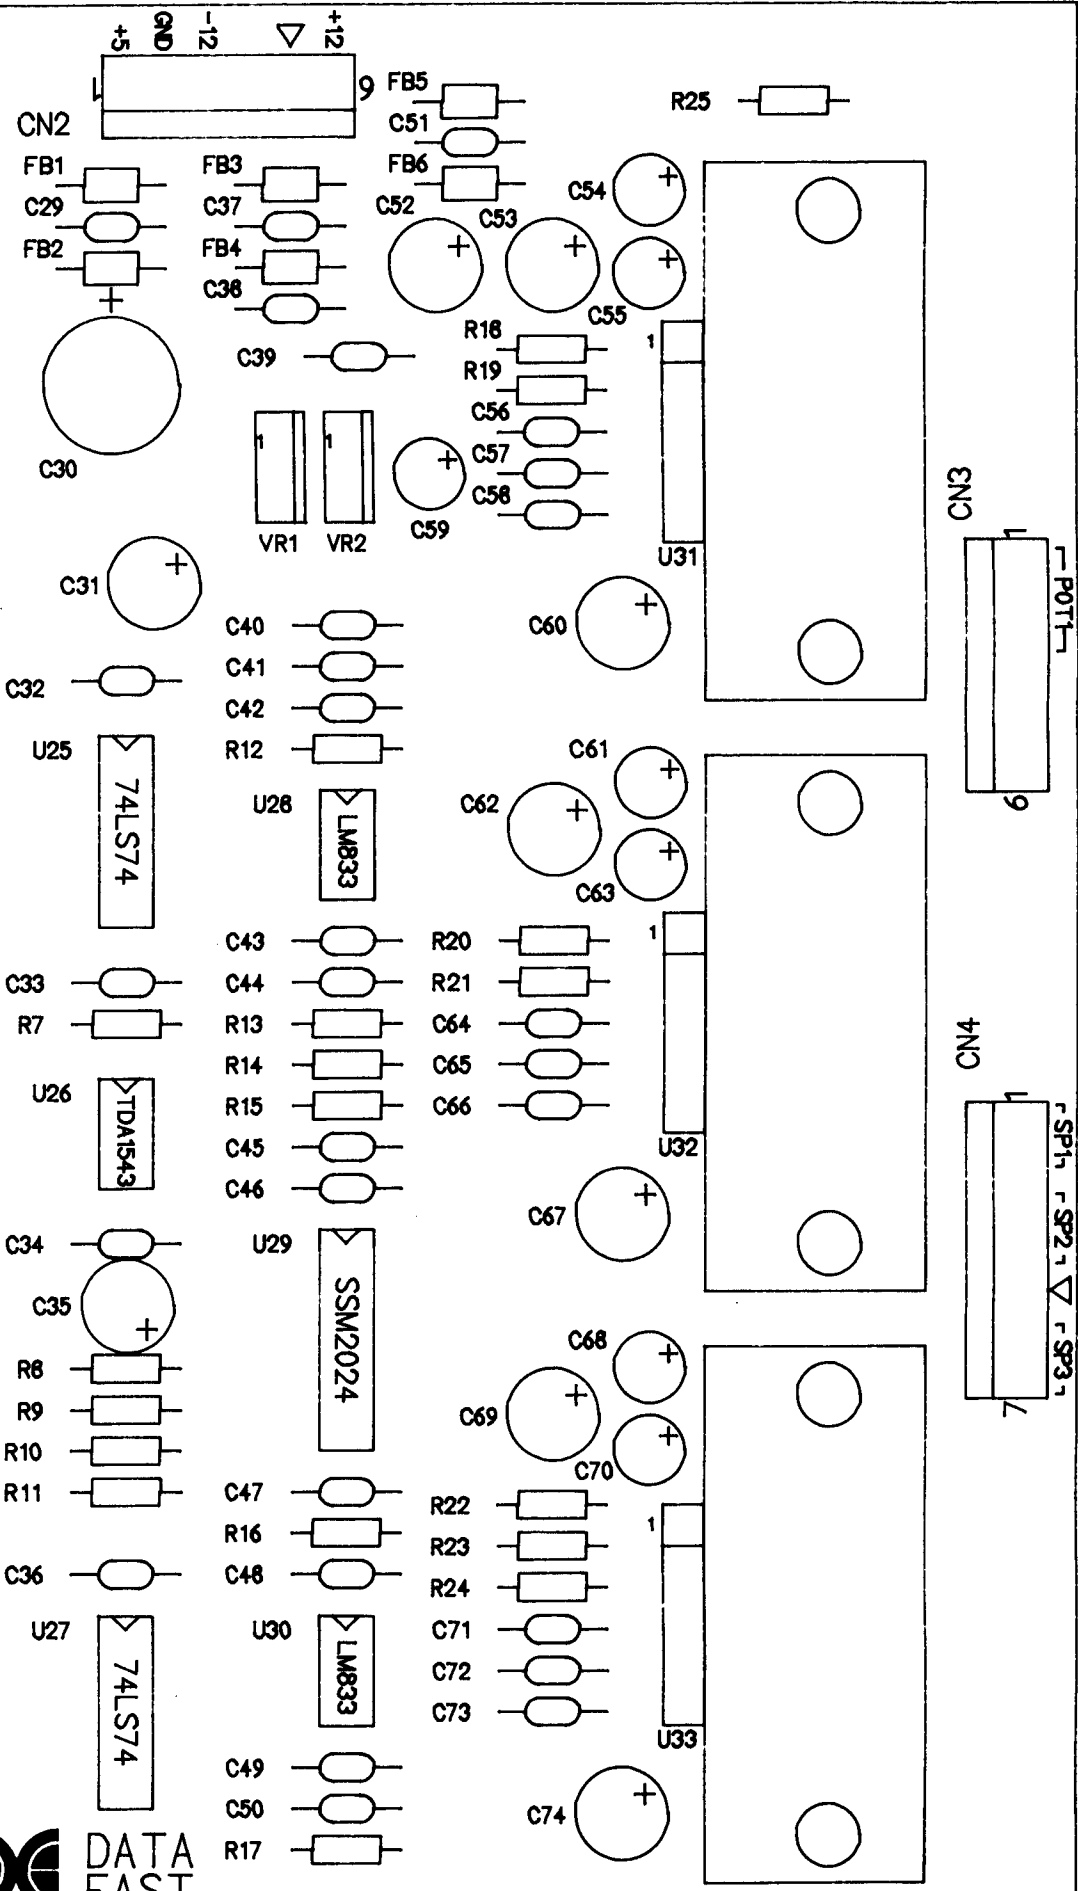 +5
GND
-12
+12
1
6
CN2
FB5
C51
FB6
R25
FB1
C29
FB2
FB3
C37
FB4
C38
C52
C53
C54
C55
C39
R18
R19
C56
C57
C58
1
C30
1
1
VR1
VR2
C59
U31
CN3
1
POT1
6
C31
C60
C32
C40
C41
C42
R12
U25
74LS74
U28
LM833
C61
C62
C63
C33
R7
C43
C44
R13
R14
R15
C45
C46
R20
R21
C64
C65
C66
1
U32
U26
TDA1543
CN4
1
SP1
SP2
SP3
7
C34
C35
R8
R9
R10
R11
U29
SSM2024
C67
C68
C69
C70
C47
R16
C48
R22
R23
R24
C71
C72
C73
1
U33
C36
U27
74LS74
U30
LM833
C49
C50
R17
C74
DATA
EAST